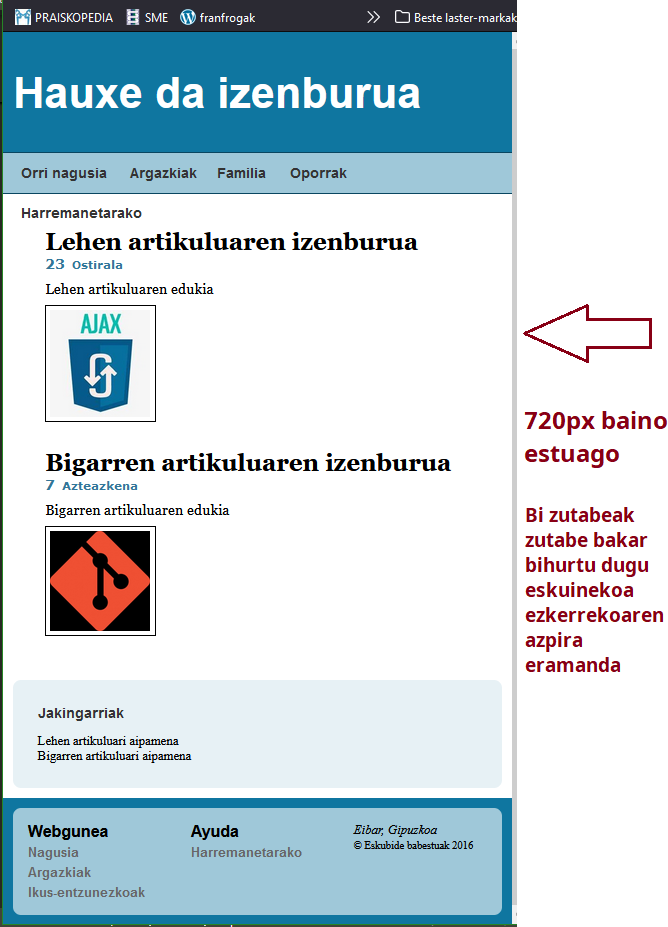 PRAISKOPEDIA SME franfrogak Beste laster-markak
Hauxe da izenburua
Orri nagusia Argazkiak Familia Oporrak
Harremanetarako
Lehen artikuluaren izenburua
23 Ostirala
Lehen artikuluaren edukia
AJAX
Bigarren artikuluaren izenburua
7 Azteazkena
Bigarren artikuluaren edukia
Jakingarriak
Lehen artikuluari aipamena
Bigarren artikuluari aipamena
Webgunea
Nagusia
Argazkiak
Ikus-entzunezkoak
Ayuda
Harremanetarako
Eibar, Gipuzkoa
© Eskubide babestuak 2016
720px baino
estuago
Bi zutabeak
zutabe bakar
bihurtu dugu
eskuinekoa
ezkerrekoaren
azpira
eramanda